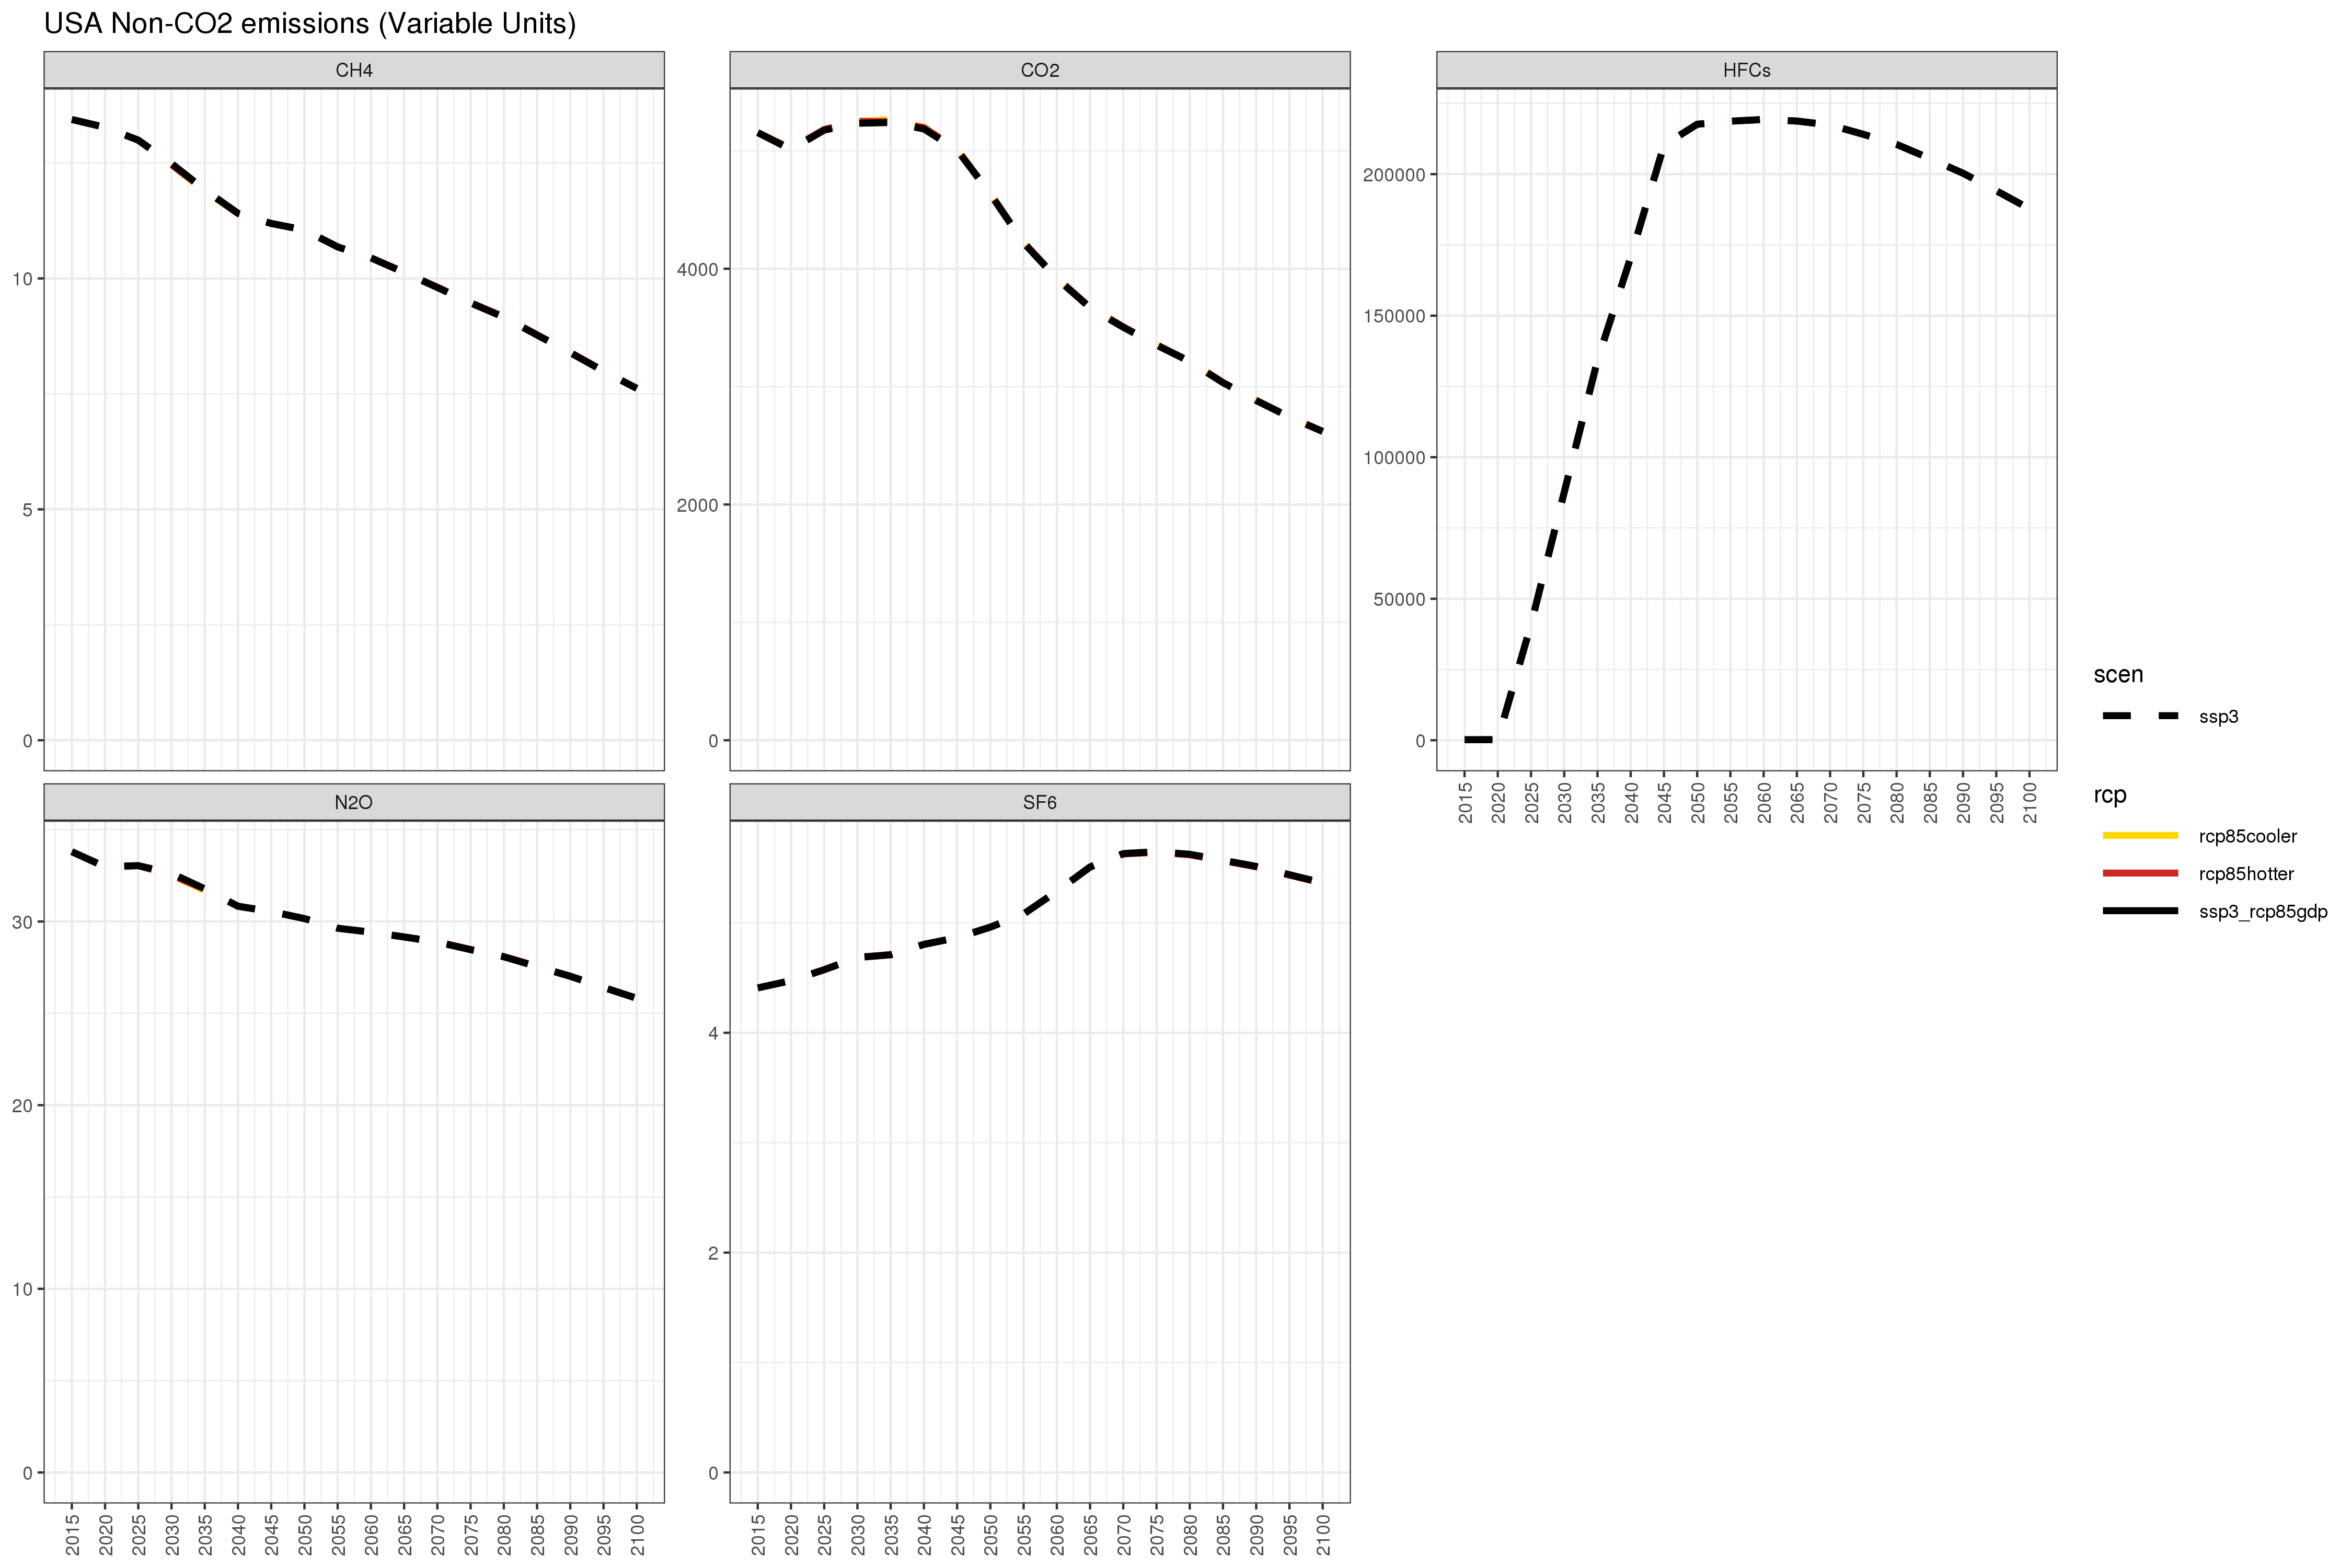 USA Non-CO2 emissions (Variable Units)
CH4
CO2
HFCs
10
5
0
4000
2000
0
200000
150000
100000
50000
0
2015 2020 2025 2030 2035 2040 2045 2050 2055 2060 2065 2070 2075 2080 2085 2090 2095 2100
N2O
SF6
30
20
10
0
4
2
0
2015 2020 2025 2030 2035 2040 2045 2050 2055 2060 2065 2070 2075 2080 2085 2090 2095 2100
2015 2020 2025 2030 2035 2040 2045 2050 2055 2060 2065 2070 2075 2080 2085 2090 2095 2100
scen
ssp3
rcp
rcp85cooler
rcp85hotter
ssp3_rcp85gdp